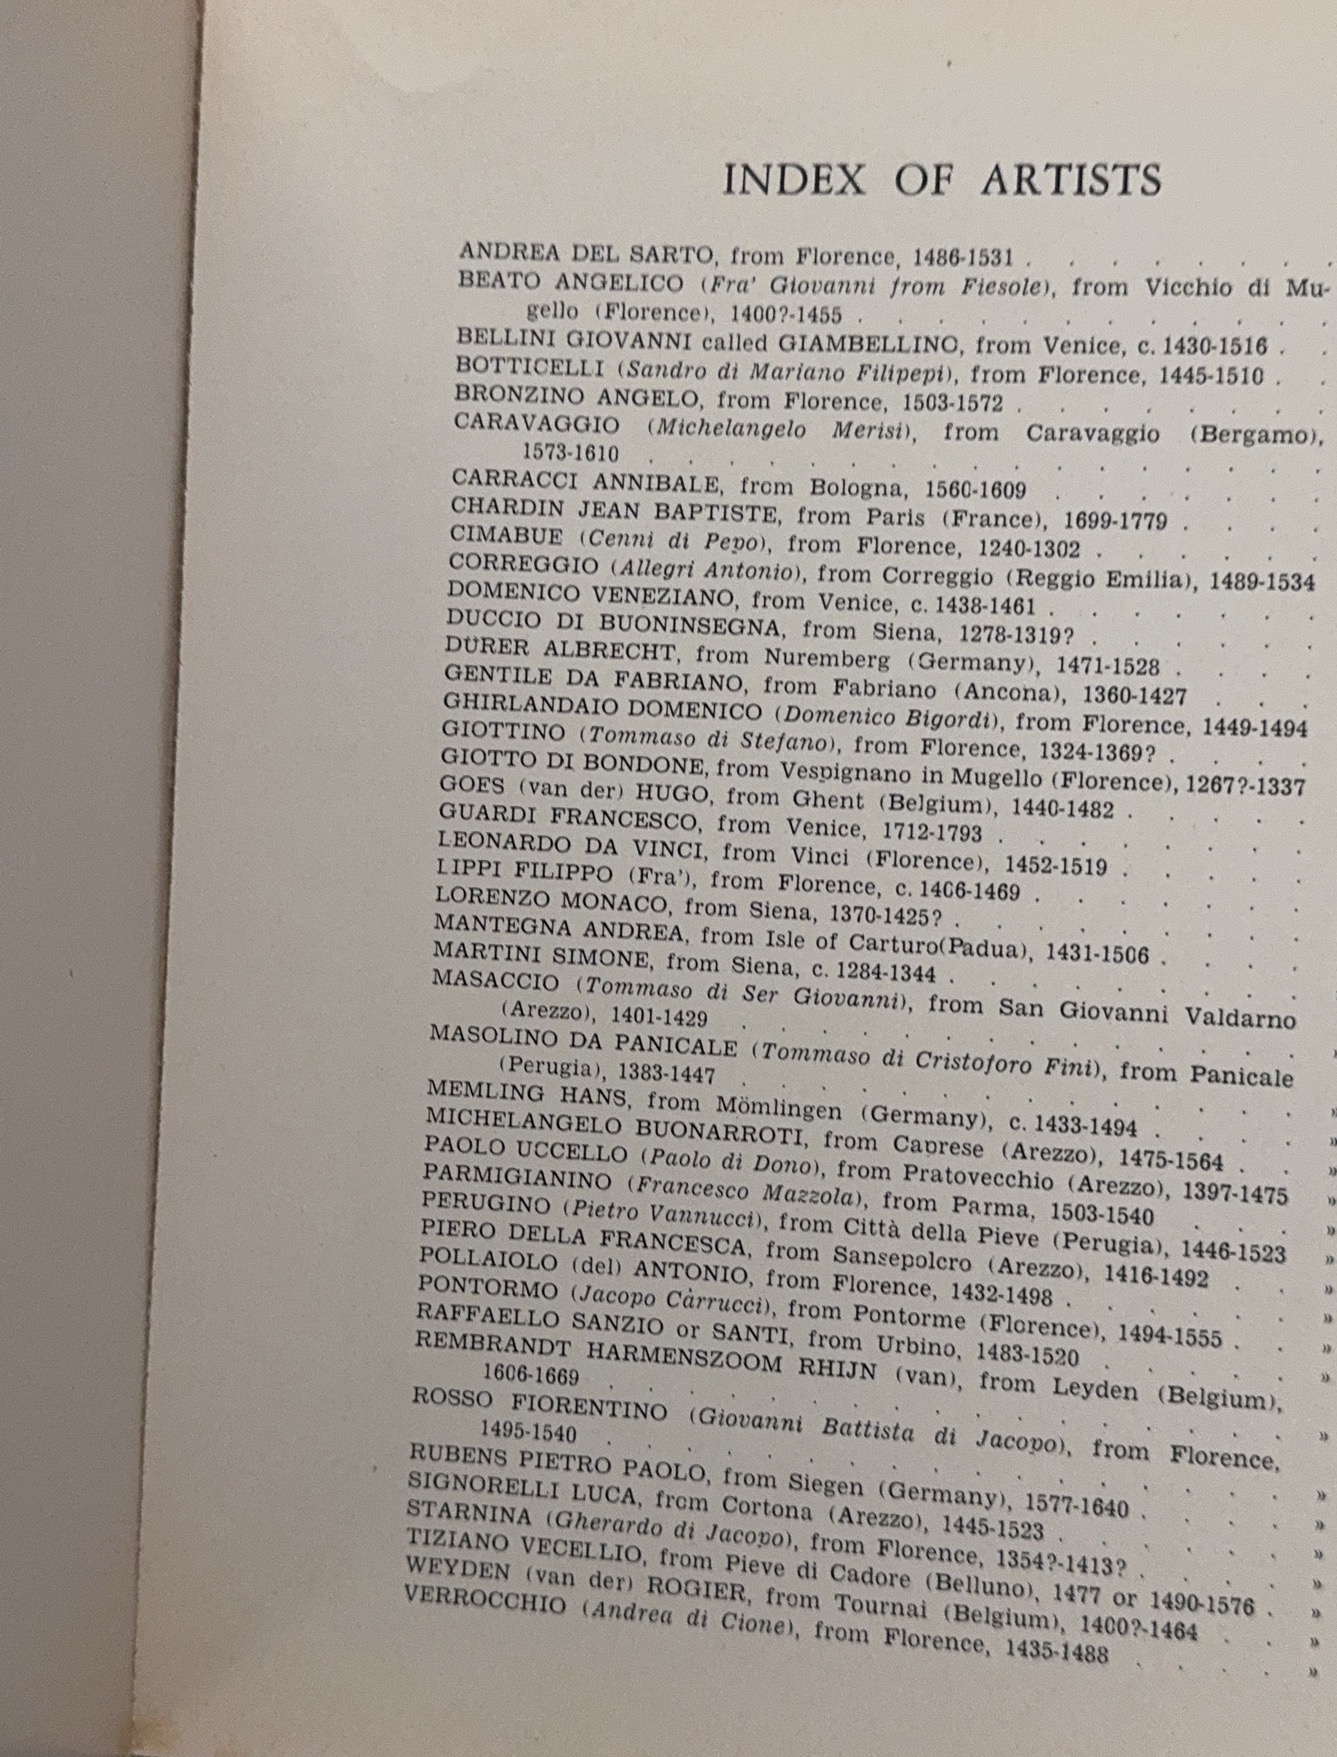 INDEX OF ARTISTS
ANDREA DEL SARTO, from Florence, 1486-1531 . . . . . . . .
BEATO ANGELICO (Fra' Giovanni from Fiesole), from Vicchio di Mu-
gello (Florence), 1400?-1455 . . . . . . . . . . . .
BELLINI GIOVANNI called GIAMBELLINO, from Venice, c. 1430-1516 . .
BOTTICELLI (Sandro di Mariano Filipepi), from Florence, 1445-1510 . .
BRONZINO ANGELO, from Florence, 1503-1572 . . . . . . . .
CARAVAGGIO (Michelangelo Merisi), from Caravaggio (Bergamo),
1573-1610 . . . . . . . . . . . . . . . . .
CARRACCI ANNIBALE, from Bologna, 1560-1609 . . . . . . .
CHARDIN JEAN BAPTISTE, from Paris (France), 1699-1779 . . . .
CIMABUE (Cenni di Pepo), from Florence, 1240-1302 . . . . . .
CORREGGIO (Allegri Antonio), from Correggio (Reggio Emilia), 1489-1534
DOMENICO VENEZIANO, from Venice, c. 1438-1461 . . . . . . .
DUCCIO DI BUONINSEGNA, from Siena, 1278-1319? . . . . . .
DÜRER ALBRECHT, from Nuremberg (Germany), 1471-1528 . . . .
GENTILE DA FABRIANO, from Fabriano (Ancona), 1360-1427 . . .
GHIRLANDAIO DOMENICO (Domenico Bigordi), from Florence, 1449-1494
GIOTTINO (Tommaso di Stefano), from Florence, 1324-1369? . . . .
GIOTTO DI BONDONE, from Vespignano in Mugello (Florence), 1267?-1337
GOES (van der) HUGO, from Ghent (Belgium), 1440-1482 . . . . .
GUARDI FRANCESCO, from Venice, 1712-1793 . . . . . . . .
LEONARDO DA VINCI, from Vinci (Florence), 1452-1519 . . . . .
LIPPI FILIPPO (Fra'), from Florence, c. 1406-1469 . . . . . . .
LORENZO MONACO, from Siena, 1370-1425? . . . . . . . . .
MANTEGNA ANDREA, from Isle of Carturo(Padua), 1431-1506 . . . .
MARTINI SIMONE, from Siena, c. 1284-1344 . . . . . . . . .
MASACCIO (Tommaso di Ser Giovanni), from San Giovanni Valdarno
(Arezzo), 1401-1429 . . . . . . . . . . . . . . »
MASOLINO DA PANICALE (Tommaso di Cristoforo Fini), from Panicale
(Perugia), 1383-1447 . . . . . . . . . . . . . . »
MEMLING HANS, from Mömlingen (Germany), c. 1433-1494 . . . . »
MICHELANGELO BUONARROTI, from Caprese (Arezzo), 1475-1564 . . »
PAOLO UCCELLO (Paolo di Dono), from Pratovecchio (Arezzo), 1397-1475 »
PARMIGIANINO (Francesco Mazzola), from Parma, 1503-1540 . . . »
PERUGINO (Pietro Vannucci), from Città della Pieve (Perugia), 1446-1523 »
PIERO DELLA FRANCESCA, from Sansepolcro (Arezzo), 1416-1492 . . »
POLLAIOLO (del) ANTONIO, from Florence, 1432-1498 . . . . . . »
PONTORMO (Jacopo Càrrucci), from Pontorme (Florence), 1494-1555 . . »
RAFFAELLO SANZIO or SANTI, from Urbino, 1483-1520 . . . . . »
REMBRANDT HARMENSZOOM RHIJN (van), from Leyden (Belgium),
1606-1669 . . . . . . . . . . . . . . . . . »
ROSSO FIORENTINO (Giovanni Battista di Jacopo), from Florence,
1495-1540 . . . . . . . . . . . . . . . . . »
RUBENS PIETRO PAOLO, from Siegen (Germany), 1577-1640 . . . . »
SIGNORELLI LUCA, from Cortona (Arezzo), 1445-1523 . . . . . . »
STARNINA (Gherardo di Jacopo), from Florence, 1354?-1413? . . . . »
TIZIANO VECELLIO, from Pieve di Cadore (Belluno), 1477 or 1490-1576 . »
WEYDEN (van der) ROGIER, from Tournai (Belgium), 1400?-1464 . . . »
VERROCCHIO (Andrea di Cione), from Florence, 1435-1488 . . . . »